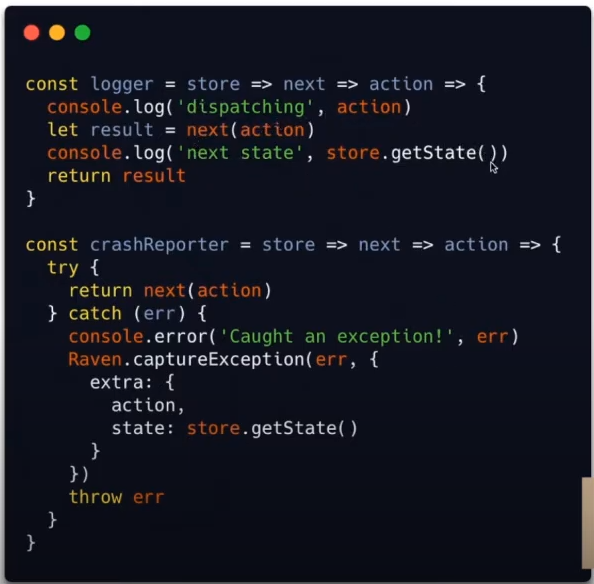 const logger = store => next => action => {
  console.log('dispatching', action)
  let result = next(action)
  console.log('next state', store.getState())
  return result
}

const crashReporter = store => next => action => {
  try {
    return next(action)
  } catch (err) {
    console.error('Caught an exception!', err)
    Raven.captureException(err, {
      extra: {
        action,
        state: store.getState()
      }
    })
    throw err
  }
}